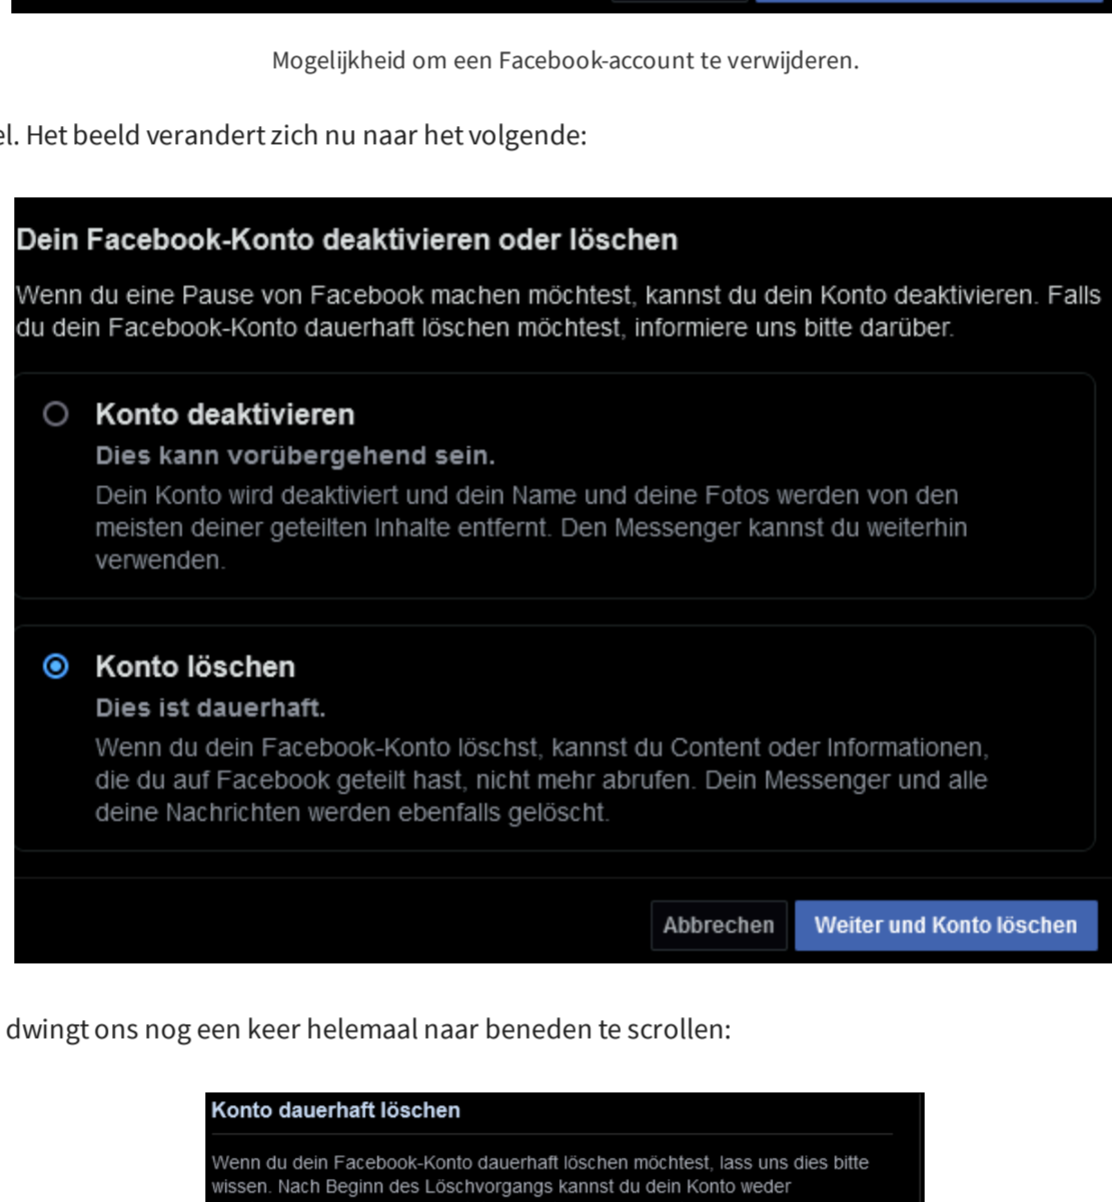 Mogelijkheid om een Facebook-account te verwijderen.
el. Het beeld verandert zich nu naar het volgende:
Dein Facebook-Konto deaktivieren oder löschen
Wenn du eine Pause von Facebook machen möchtest, kannst du dein Konto deaktivieren. Falls
du dein Facebook-Konto dauerhaft löschen möchtest, informiere uns bitte darüber.
Konto deaktivieren
Dies kann vorübergehend sein.
Dein Konto wird deaktiviert und dein Name und deine Fotos werden von den
meisten deiner geteilten Inhalte entfernt. Den Messenger kannst du weiterhin
verwenden.
Konto löschen
Dies ist dauerhaft.
Wenn du dein Facebook-Konto löschst, kannst du Content oder Informationen,
die du auf Facebook geteilt hast, nicht mehr abrufen. Dein Messenger und alle
deine Nachrichten werden ebenfalls gelöscht.
Abbrechen Weiter und Konto löschen
dwingt ons nog een keer helemaal naar beneden te scrollen:
Konto dauerhaft löschen
Wenn du dein Facebook-Konto dauerhaft löschen möchtest, lass uns dies bitte
wissen. Nach Beginn des Löschvorgangs kannst du dein Konto weder